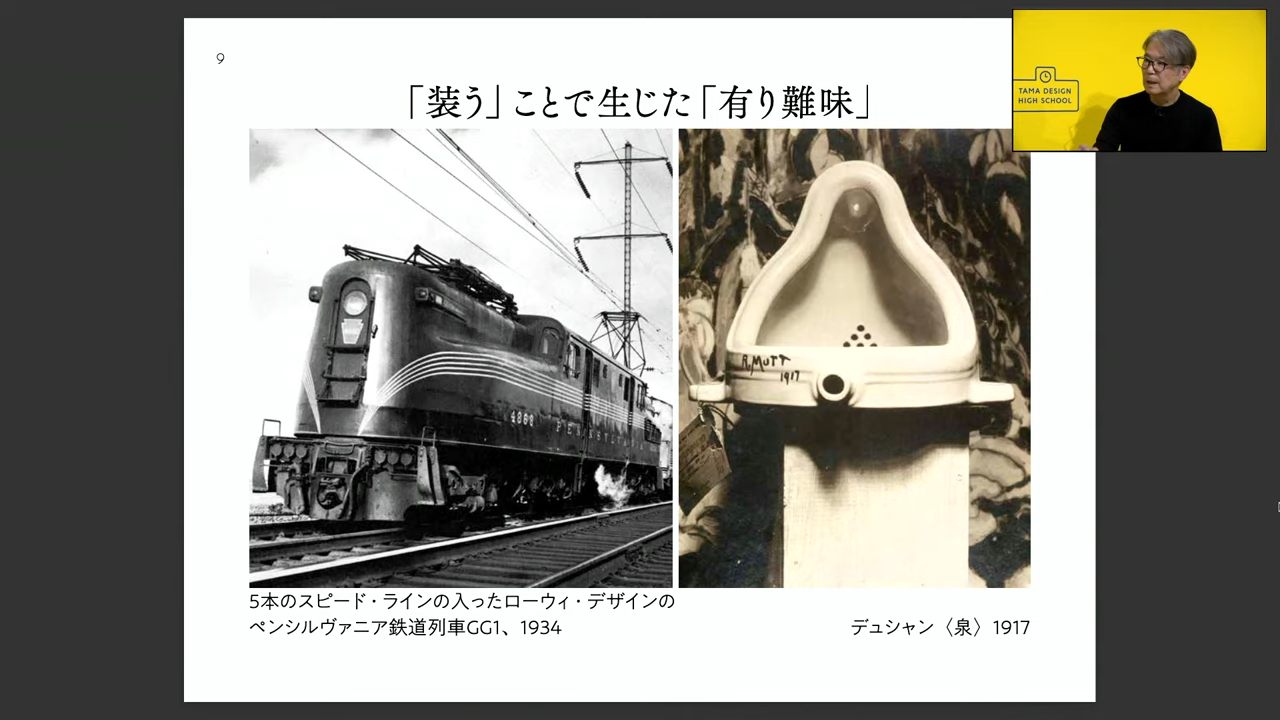 9
「装う」ことで生じた「有り難味」
TAMA DESIGN
HIGH SCHOOL
4868
PENNSYLV
R.MUTT
1917
5本のスピード・ラインの入ったローウィ・デザインの
ペンシルヴァニア鉄道列車GG1、1934
デュシャン〈泉〉1917